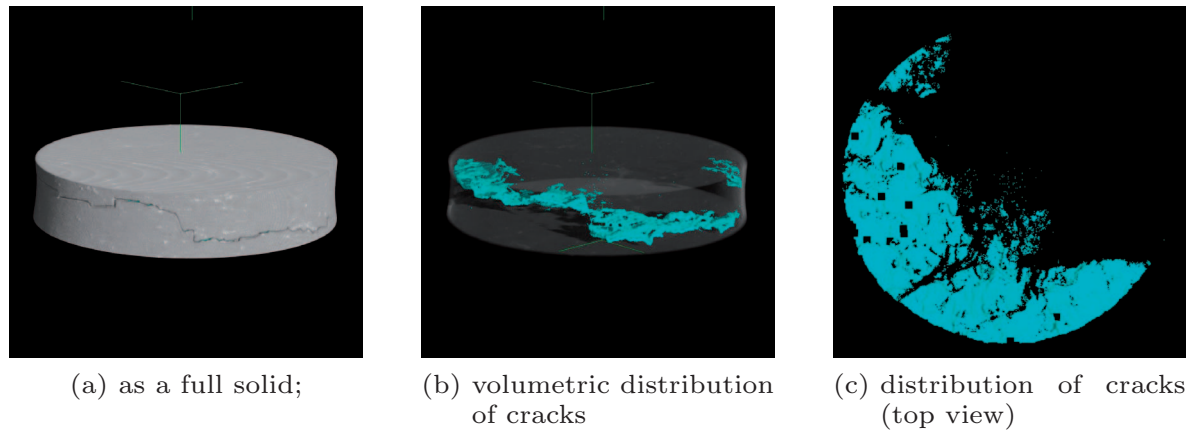 (a) as a full solid;
(b) volumetric distribution
of cracks
(c) distribution of cracks
(top view)